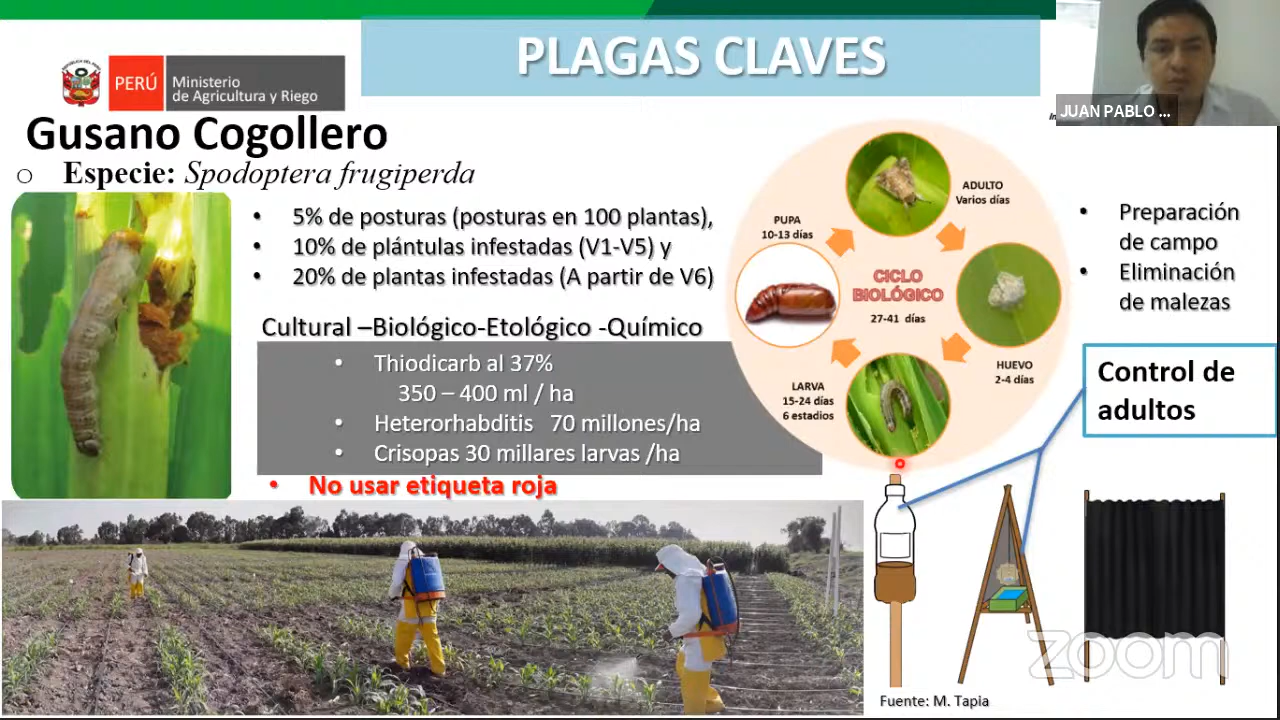 PLAGAS CLAVES
PERÚ
Ministerio
de Agricultura y Riego
JUAN PABLO ...
Gusano Cogollero
Especie: Spodoptera frugiperda
5% de posturas (posturas en 100 plantas),
10% de plántulas infestadas (V1-V5) y
20% de plantas infestadas (A partir de V6)
Cultural –Biológico-Etológico -Químico
Thiodicarb al 37%
350 – 400 ml / ha
Heterorhabditis 70 millones/ha
Crisopas 30 millares larvas /ha
No usar etiqueta roja
ADULTO
Varios días
PUPA
10-13 días
CICLO
BIOLÓGICO
27-41 días
HUEVO
2-4 días
LARVA
15-24 días
6 estadios
Preparación
de campo
Eliminación
de malezas
Control de
adultos
zoom
Fuente: M. Tapia